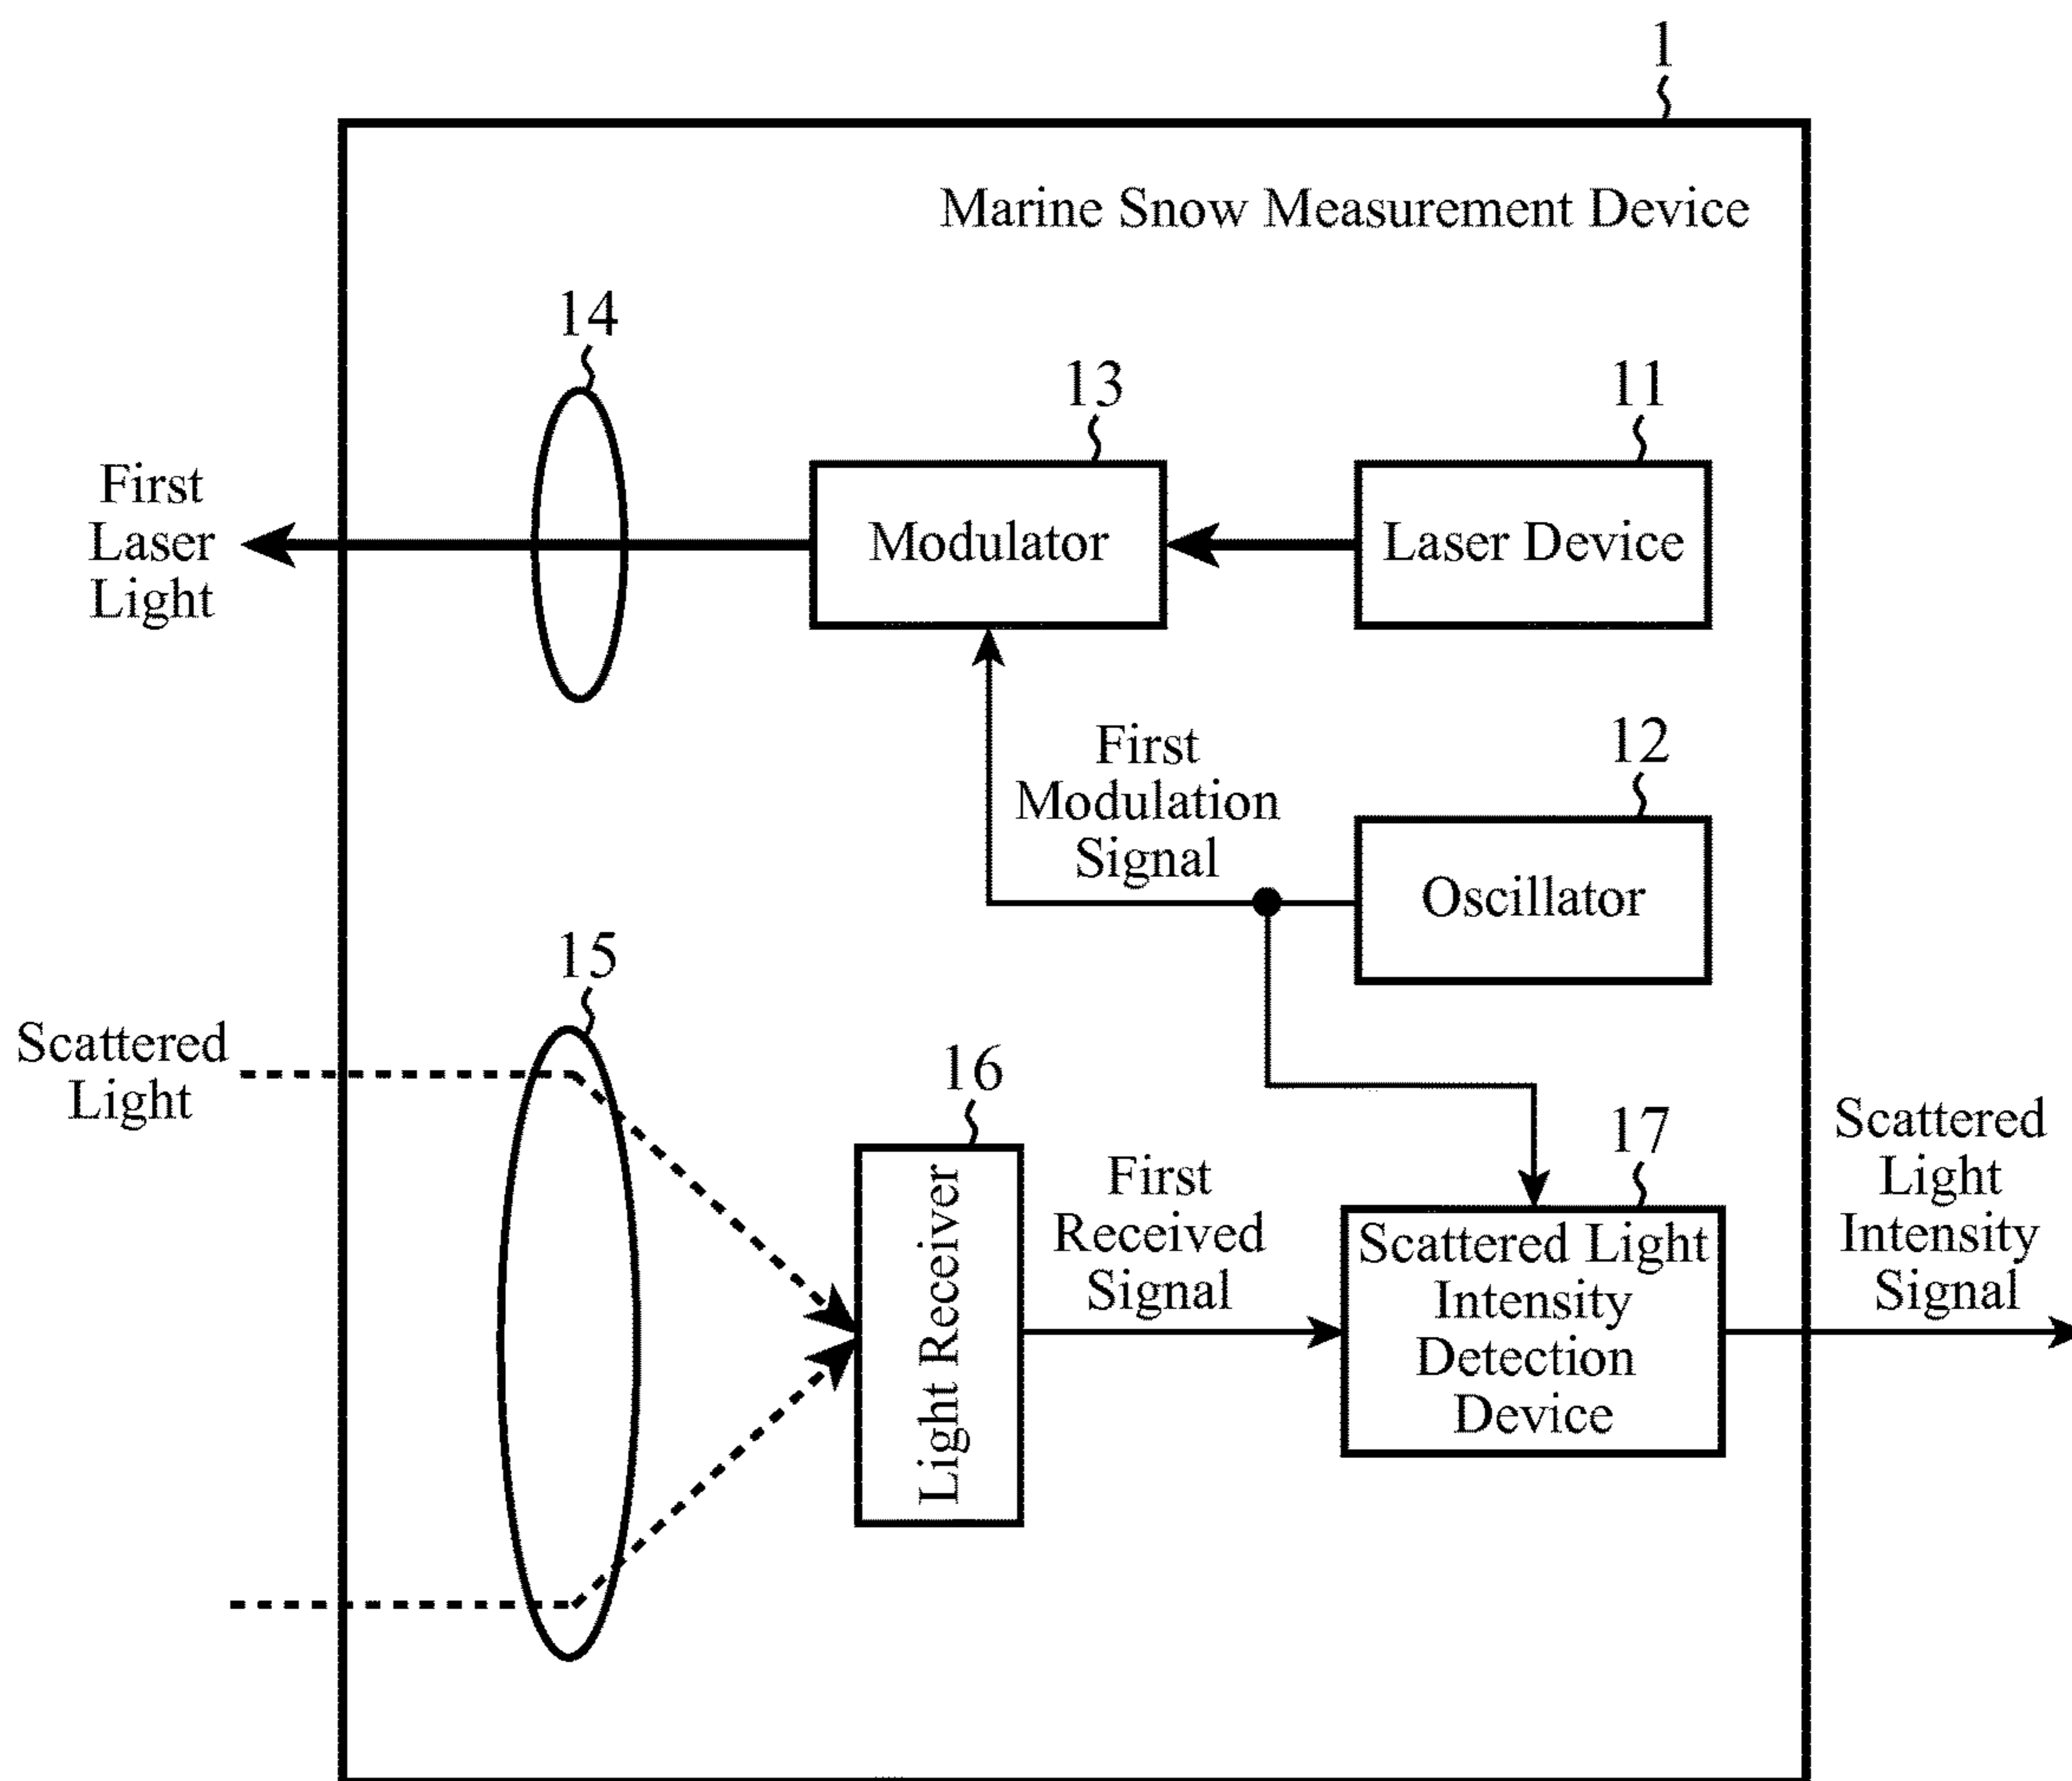 1
Marine Snow Measurement Device
14
13
11
First
Laser
Light
Modulator
Laser Device
First
Modulation
Signal
12
Oscillator
15
Scattered
Light
16
Light Receiver
First
Received
Signal
17
Scattered Light
Intensity
Detection
Device
Scattered
Light
Intensity
Signal